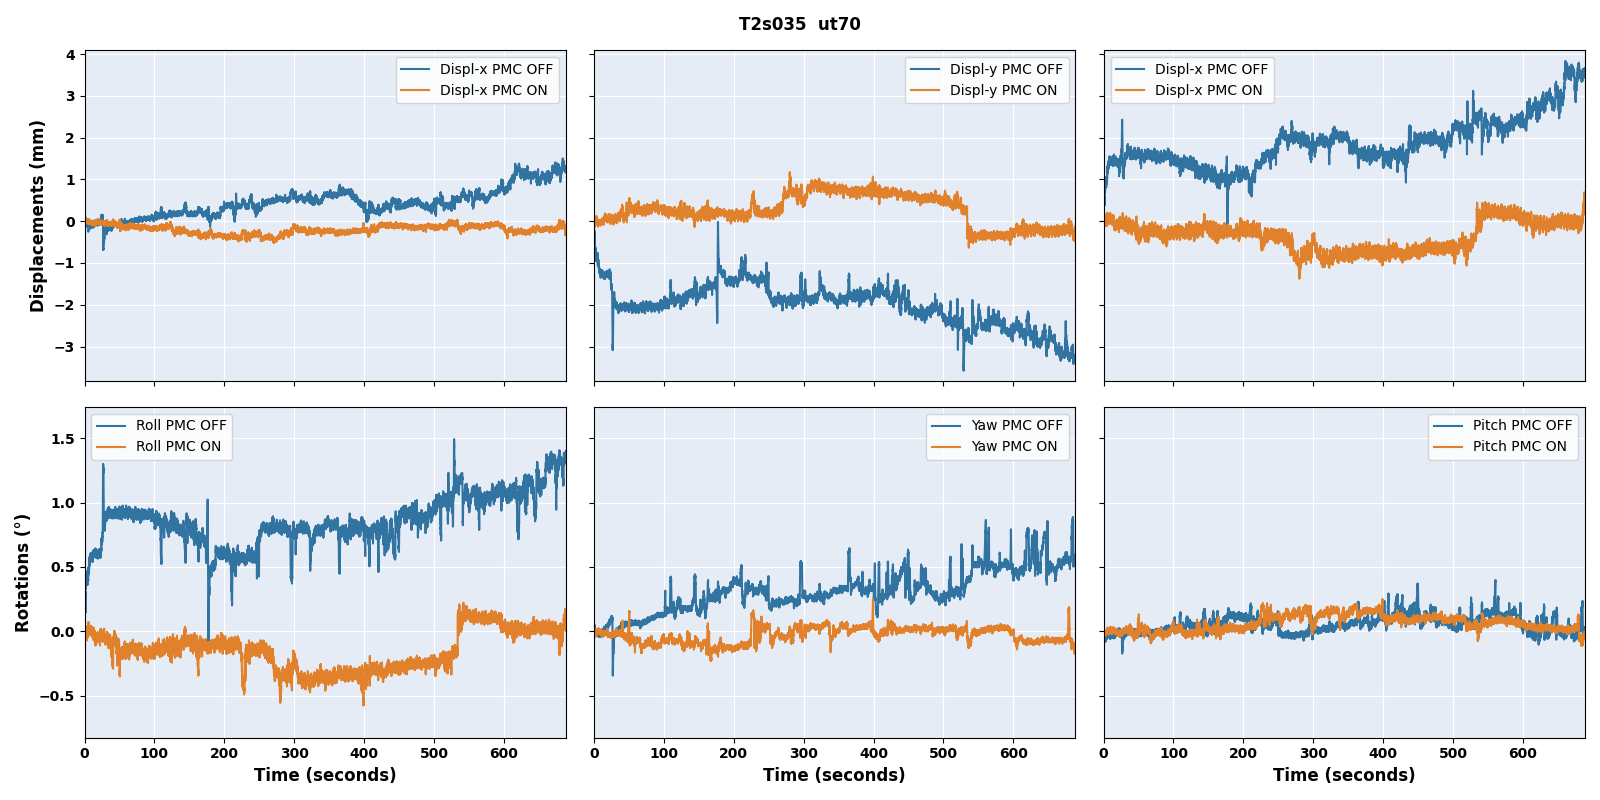 T2s035  ut70
Displ-x PMC OFF
Displ-x PMC ON
Displ-y PMC OFF
Displ-y PMC ON
Displ-x PMC OFF
Displ-x PMC ON
Displacements (mm)
4
3
2
1
0
−1
−2
−3
Roll PMC OFF
Roll PMC ON
Yaw PMC OFF
Yaw PMC ON
Pitch PMC OFF
Pitch PMC ON
Rotations (°)
1.5
1.0
0.5
0.0
−0.5
0 100 200 300 400 500 600
0 100 200 300 400 500 600
0 100 200 300 400 500 600
Time (seconds)
Time (seconds)
Time (seconds)